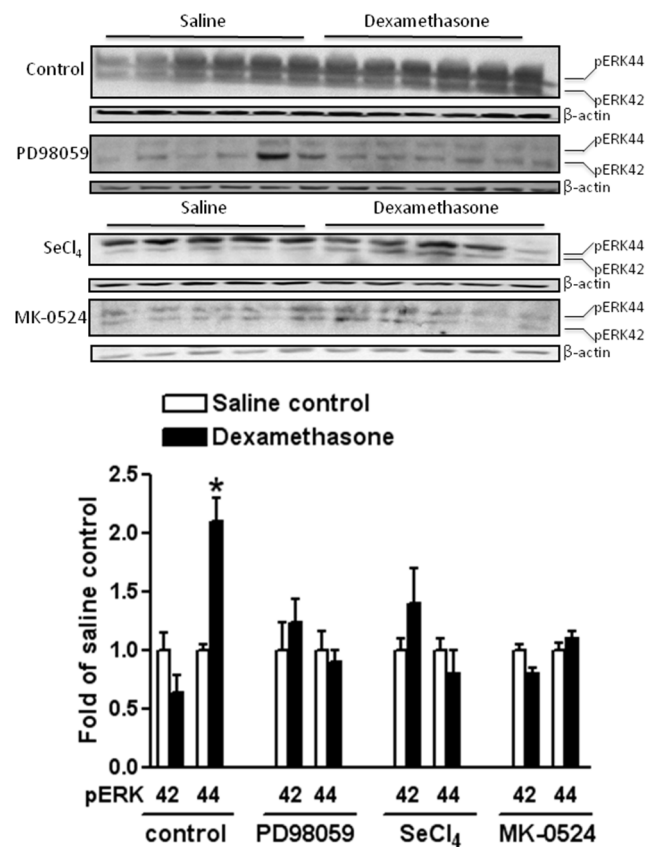 Saline Dexamethasone
Control
pERK44
pERK42
β-actin
PD98059
pERK44
pERK42
β-actin
Saline Dexamethasone
SeCl4
pERK44
pERK42
β-actin
MK-0524
pERK44
pERK42
β-actin
Saline control
Dexamethasone
Fold of saline control
2.5
2.0
1.5
1.0
0.5
0.0
*
pERK 42 44 42 44 42 44 42 44
control PD98059 SeCl4 MK-0524